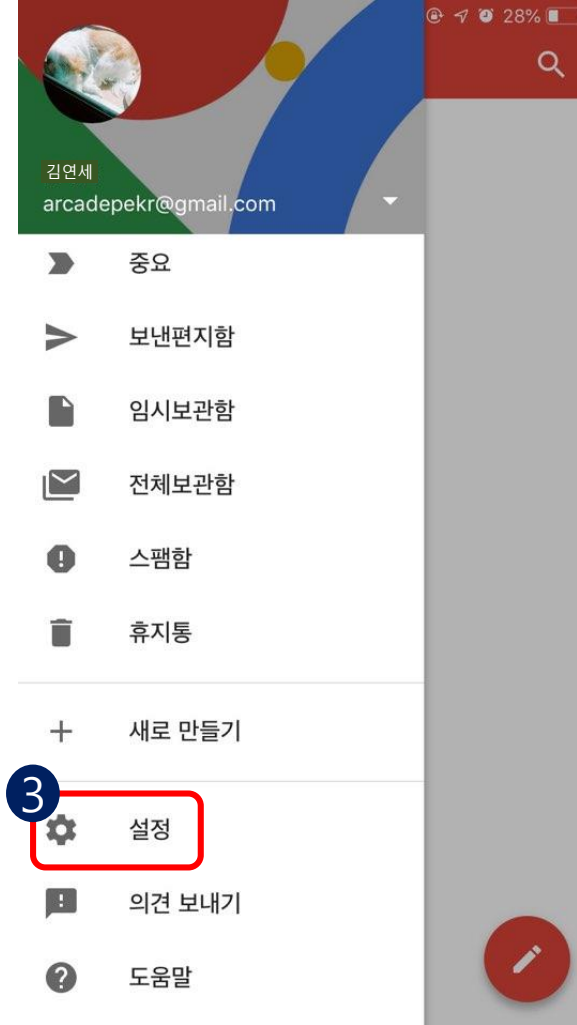 28%
김연세
arcadepekr@gmail.com
중요
보낸편지함
임시보관함
전체보관함
스팸함
휴지통
새로 만들기
3
설정
의견 보내기
도움말